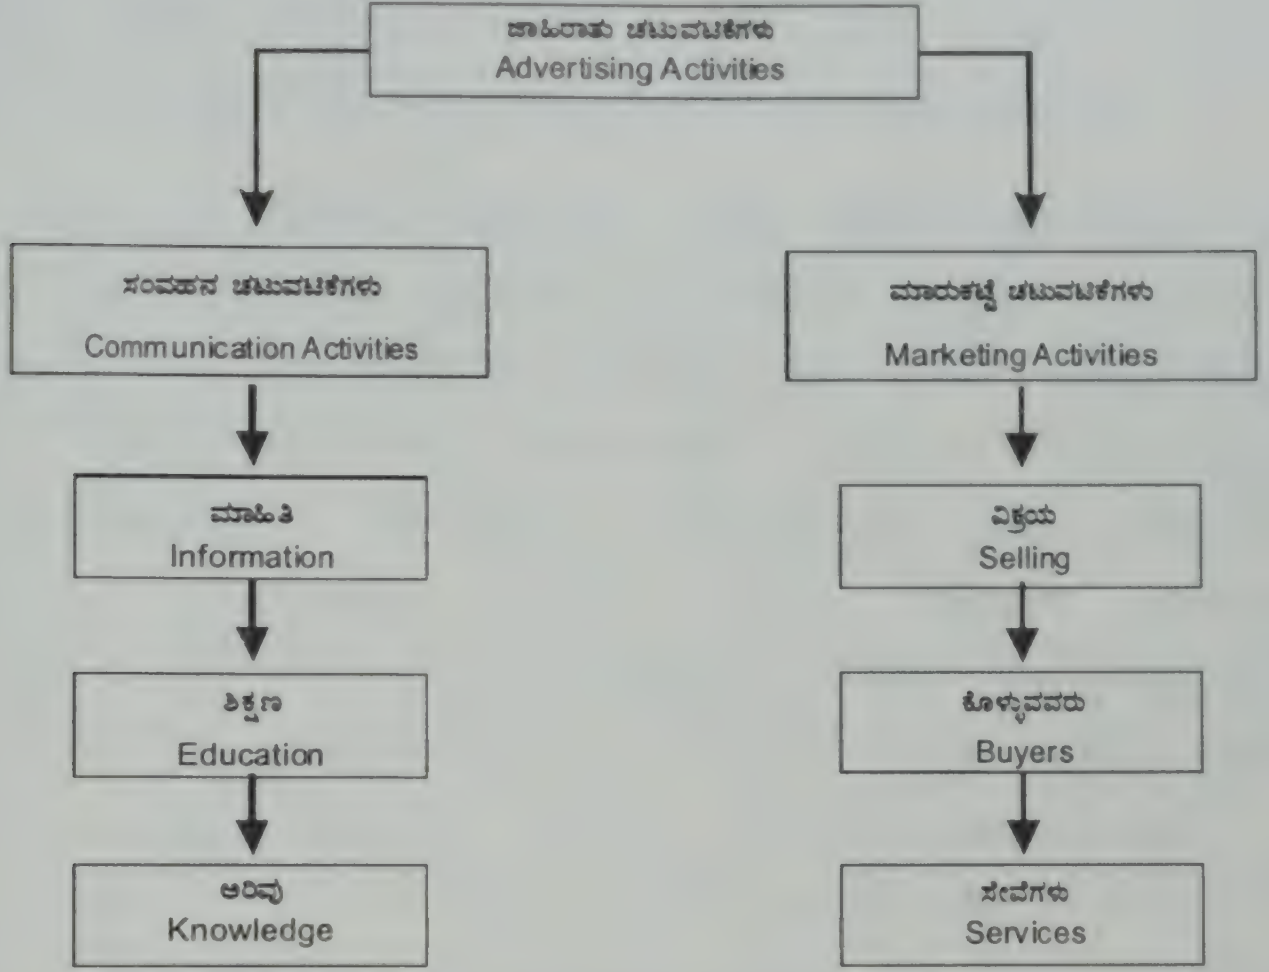 ಜಾಹಿರಾತು ಚಟುವಟಿಕೆಗಳು
Advertising Activities
ಸಂವಹನ ಚಟುವಟಿಕೆಗಳು
Communication Activities
ಮಾಹಿತಿ
Information
ಶಿಕ್ಷಣ
Education
ಅರಿವು
Knowledge
ಮಾರುಕಟ್ಟೆ ಚಟುವಟಿಕೆಗಳು
Marketing Activities
ವಿಕ್ರಯ
Selling
ಕೊಳ್ಳುವವರು
Buyers
ಸೇವೆಗಳು
Services